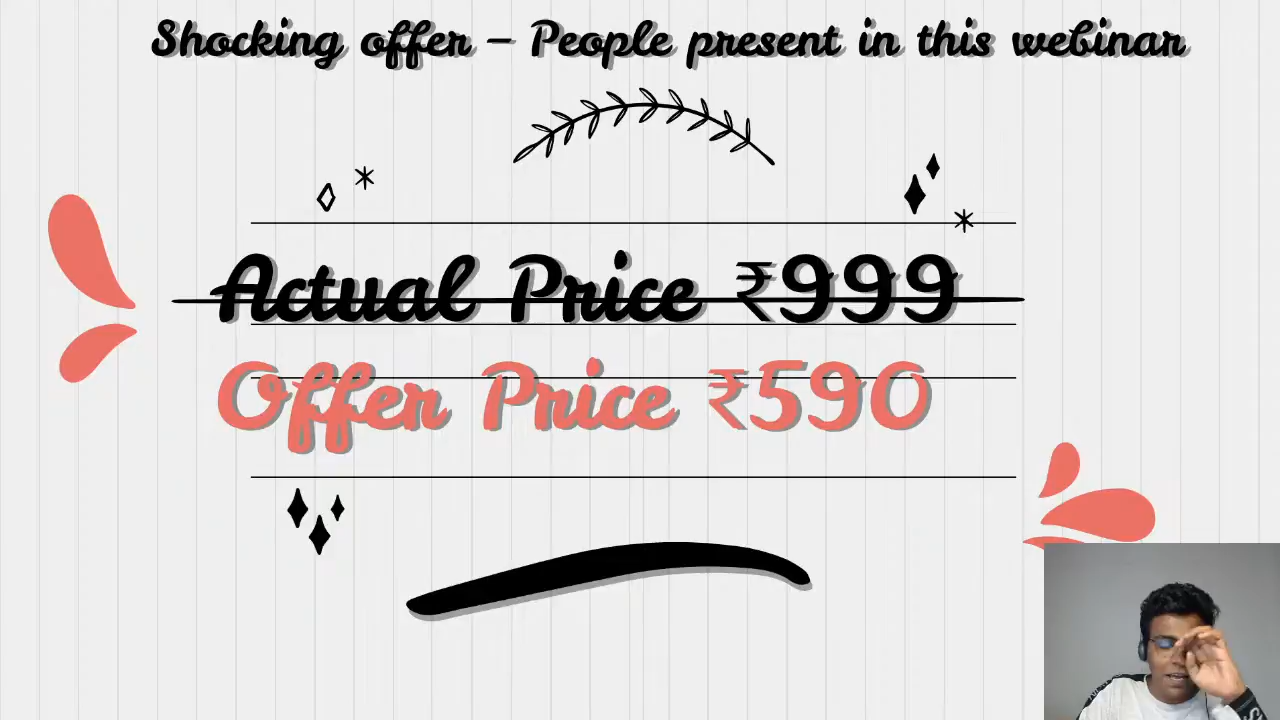 Shocking offer – People present in this webinar
Actual Price ₹999
Offer Price ₹590